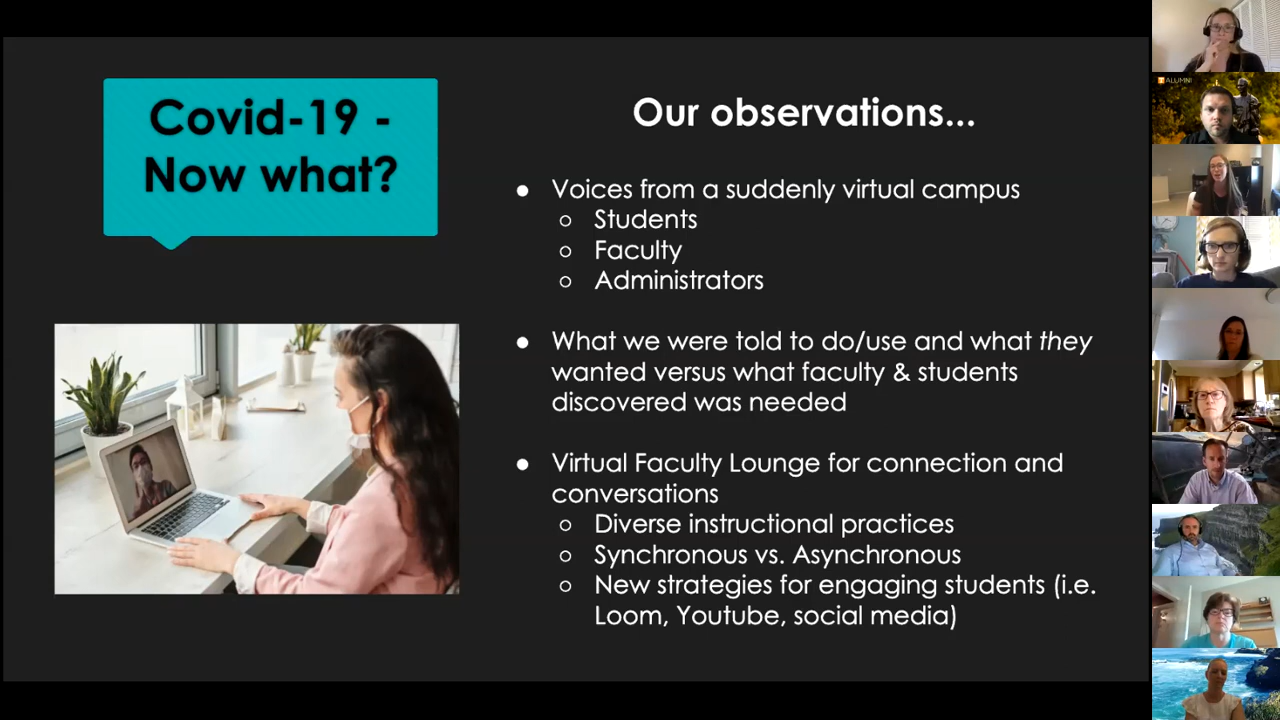 Covid-19 -
Now what?
Our observations...
● Voices from a suddenly virtual campus
○ Students
○ Faculty
○ Administrators
● What we were told to do/use and what they
wanted versus what faculty & students
discovered was needed
● Virtual Faculty Lounge for connection and
conversations
○ Diverse instructional practices
○ Synchronous vs. Asynchronous
○ New strategies for engaging students (i.e.
Loom, Youtube, social media)
T ALUMNI